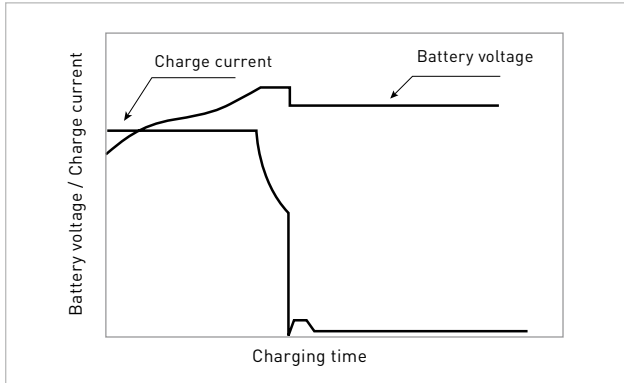 Charge current
Battery voltage
Battery voltage / Charge current
Charging time